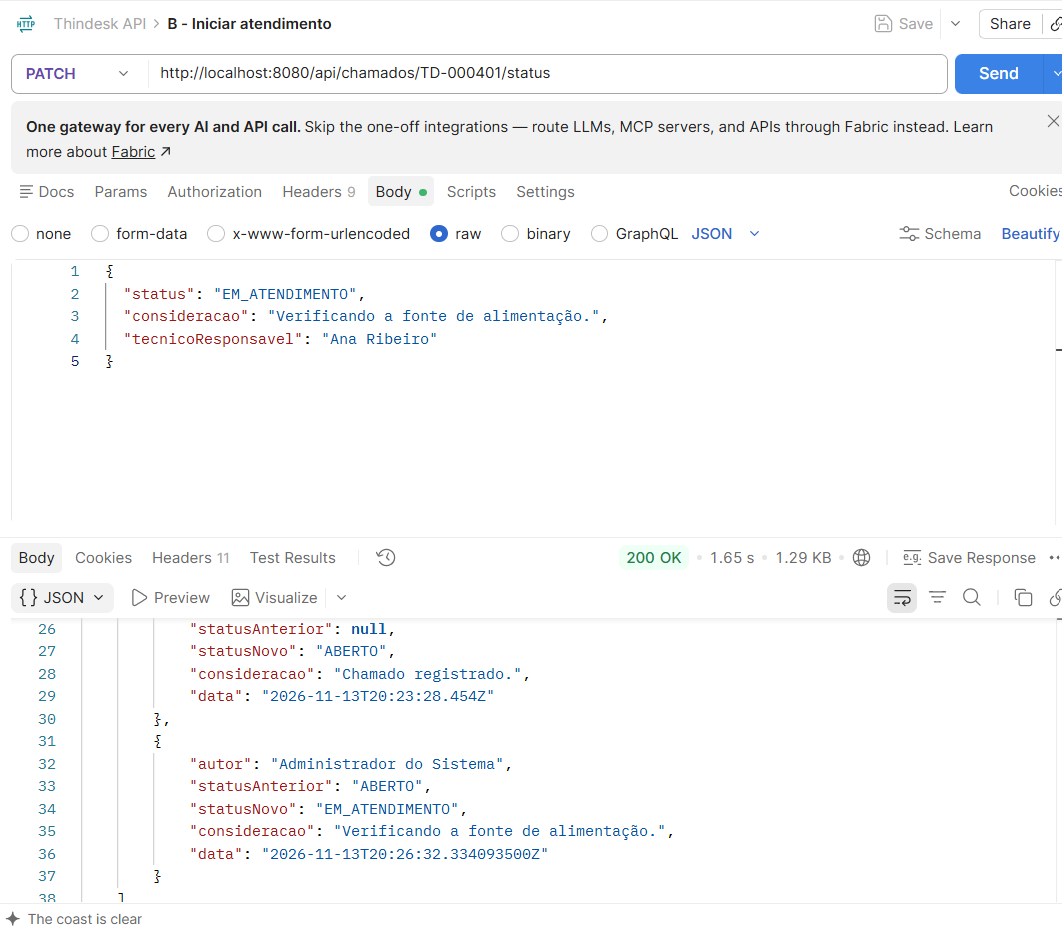 HTTP Thindesk API > B - Iniciar atendimento Save Share
PATCH http://localhost:8080/api/chamados/TD-000401/status Send
One gateway for every AI and API call. Skip the one-off integrations — route LLMs, MCP servers, and APIs through Fabric instead. Learn
more about Fabric ↗
Docs Params Authorization Headers 9 Body Scripts Settings Cookies
none form-data x-www-form-urlencoded raw binary GraphQL JSON Schema Beautify
1 {
2 "status": "EM_ATENDIMENTO",
3 "consideracao": "Verificando a fonte de alimentação.",
4 "tecnicoResponsavel": "Ana Ribeiro"
5 }
Body Cookies Headers 11 Test Results 200 OK • 1.65 s • 1.29 KB • e.g. Save Response
{} JSON Preview Visualize
26 "statusAnterior": null,
27 "statusNovo": "ABERTO",
28 "consideracao": "Chamado registrado.",
29 "data": "2026-11-13T20:23:28.454Z"
30 },
31 {
32 "autor": "Administrador do Sistema",
33 "statusAnterior": "ABERTO",
34 "statusNovo": "EM_ATENDIMENTO",
35 "consideracao": "Verificando a fonte de alimentação.",
36 "data": "2026-11-13T20:26:32.334093500Z"
37 }
38 ]
The coast is clear